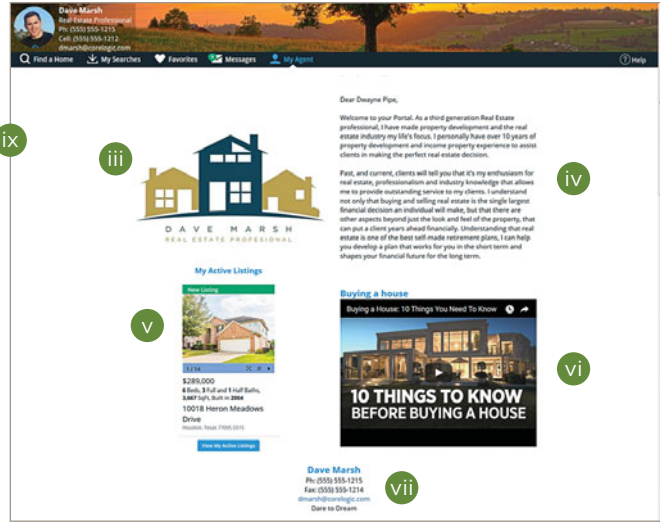 Dave Marsh
Real Estate Professional
Ph: (555) 555-1215
Cell: (555) 555-1212
dmarsh@corelogic.com
Find a Home My Searches Favorites Messages My Agent ? Help
ix
iii
DAVE MARSH
REAL ESTATE PROFESIONAL
Dear Dwayne Pipe,
Welcome to your Portal. As a third generation Real Estate
professional, I have made property development and the real
estate industry my life's focus. I personally have over 10 years of
property development and income property experience to assist
clients in making the perfect real estate decision.
Past, and current, clients will tell you that it's my enthusiasm for
real estate, professionalism and industry knowledge that allows
me to provide outstanding service to my clients. I understand
not only that buying and selling real estate is the single largest
financial decision an individual will make, but that there are
other aspects beyond just the look and feel of the property, that
can put a client years ahead financially. Understanding that real
estate is one of the best self-made retirement plans, I can help
you develop a plan that works for you in the short term and
shapes your financial future for the long term.
iv
My Active Listings
v
New Listing
1 / 14
$289,000
6 Beds, 3 Full and 1 Half Baths,
3,667 SqFt, Built in 2004
10018 Heron Meadows
Drive
Houston, Texas
View My Active Listings
Buying a house
Buying a House: 10 Things You Need To Know
10 THINGS TO KNOW
BEFORE BUYING A HOUSE
vi
Dave Marsh
Ph: (555) 555-1215
Fax: (555) 555-1214
dmarsh@corelogic.com
Dare to Dream
vii